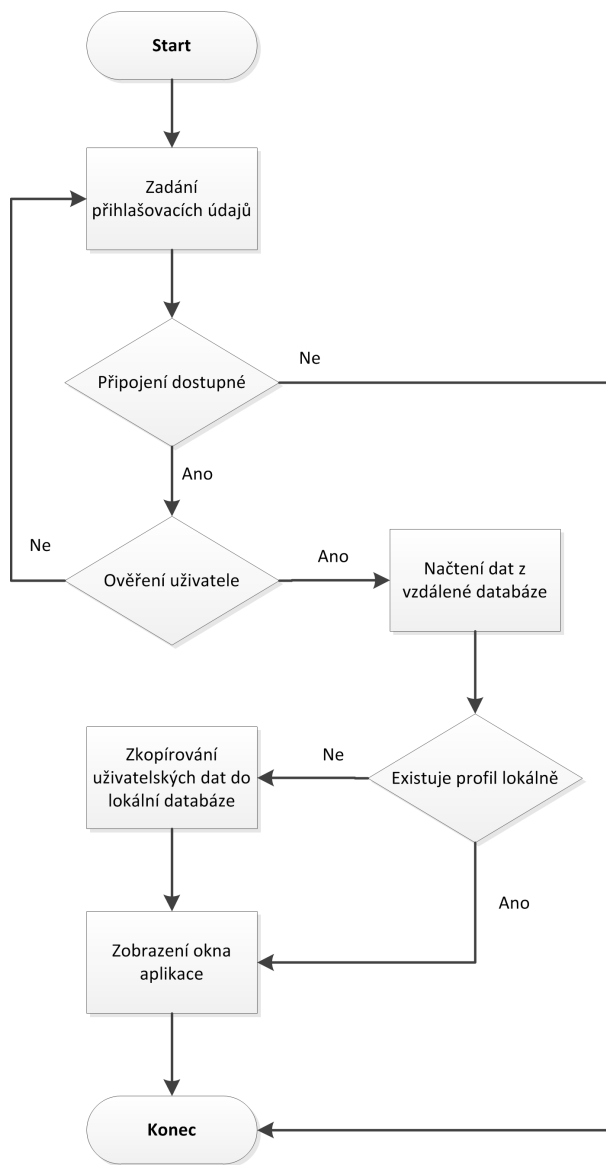 Start
Zadání
přihlašovacích údajů
Připojení dostupné
Ne
Ano
Ne
Ověření uživatele
Ano
Načtení dat z
vzdálené databáze
Existuje profil lokálně
Ne
Zkopírování
uživatelských dat do
lokální databáze
Ano
Zobrazení okna
aplikace
Konec